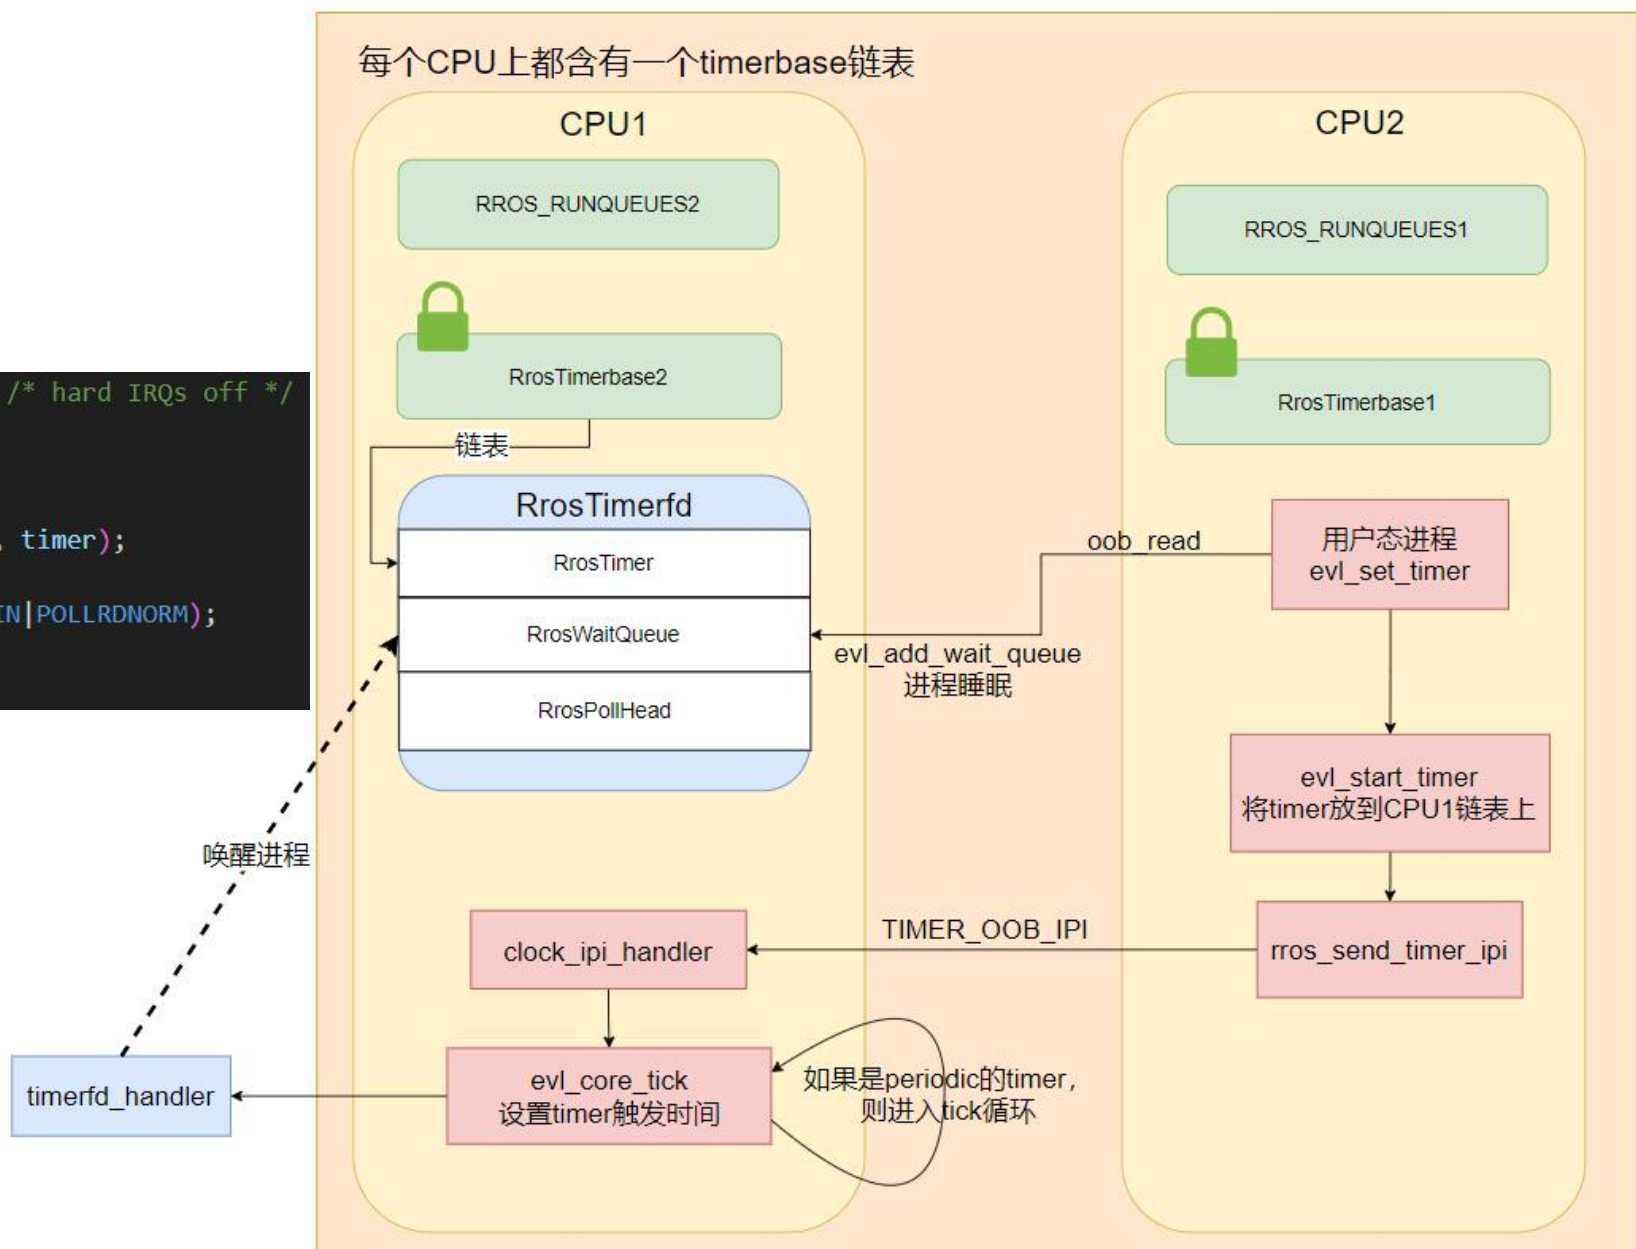 每个CPU上都含有一个timerbase链表
CPU1
RROS_RUNQUEUES2
RrosTimerbase2
链表
RrosTimerfd
RrosTimer
RrosWaitQueue
RrosPollHead
clock_ipi_handler
evl_core_tick
设置timer触发时间
如果是periodic的timer，
则进入tick循环
CPU2
RROS_RUNQUEUES1
RrosTimerbase1
用户态进程
evl_set_timer
oob_read
evl_add_wait_queue
进程睡眠
evl_start_timer
将timer放到CPU1链表上
rros_send_timer_ipi
TIMER_OOB_IPI
/* hard IRQs off */
, timer);
IN|POLLRDNORM);
唤醒进程
timerfd_handler